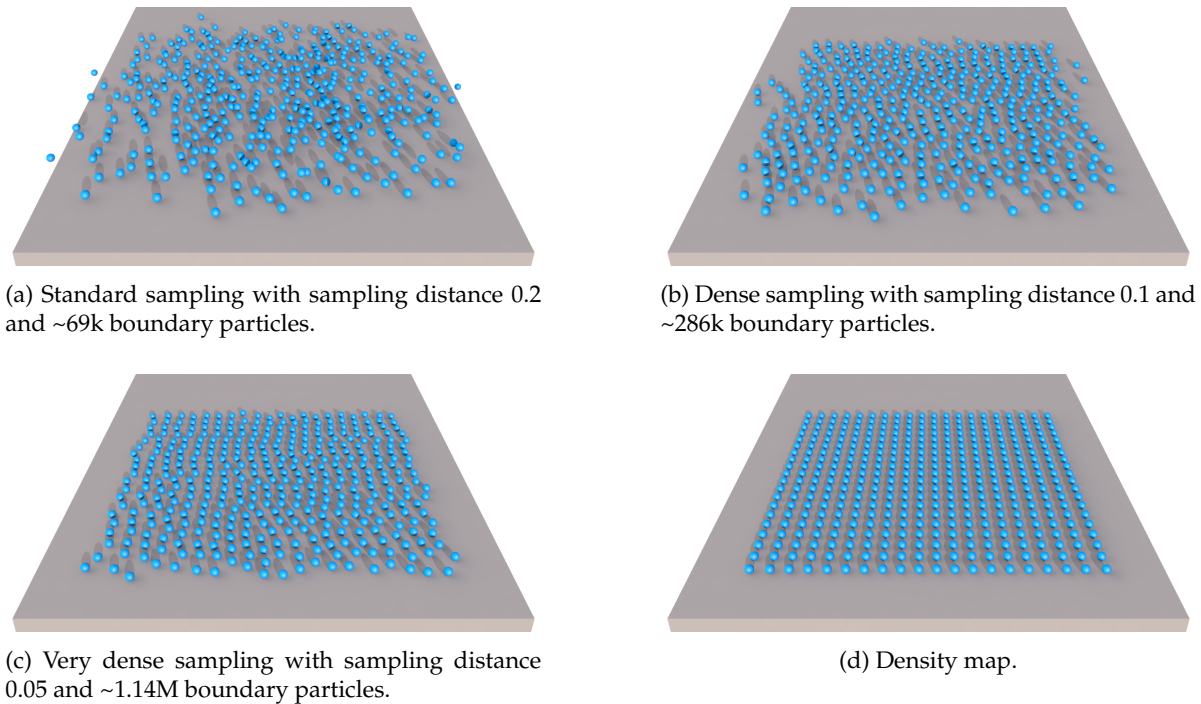 (a) Standard sampling with sampling distance 0.2
and ~69k boundary particles.
(b) Dense sampling with sampling distance 0.1 and
~286k boundary particles.
(c) Very dense sampling with sampling distance
0.05 and ~1.14M boundary particles.
(d) Density map.